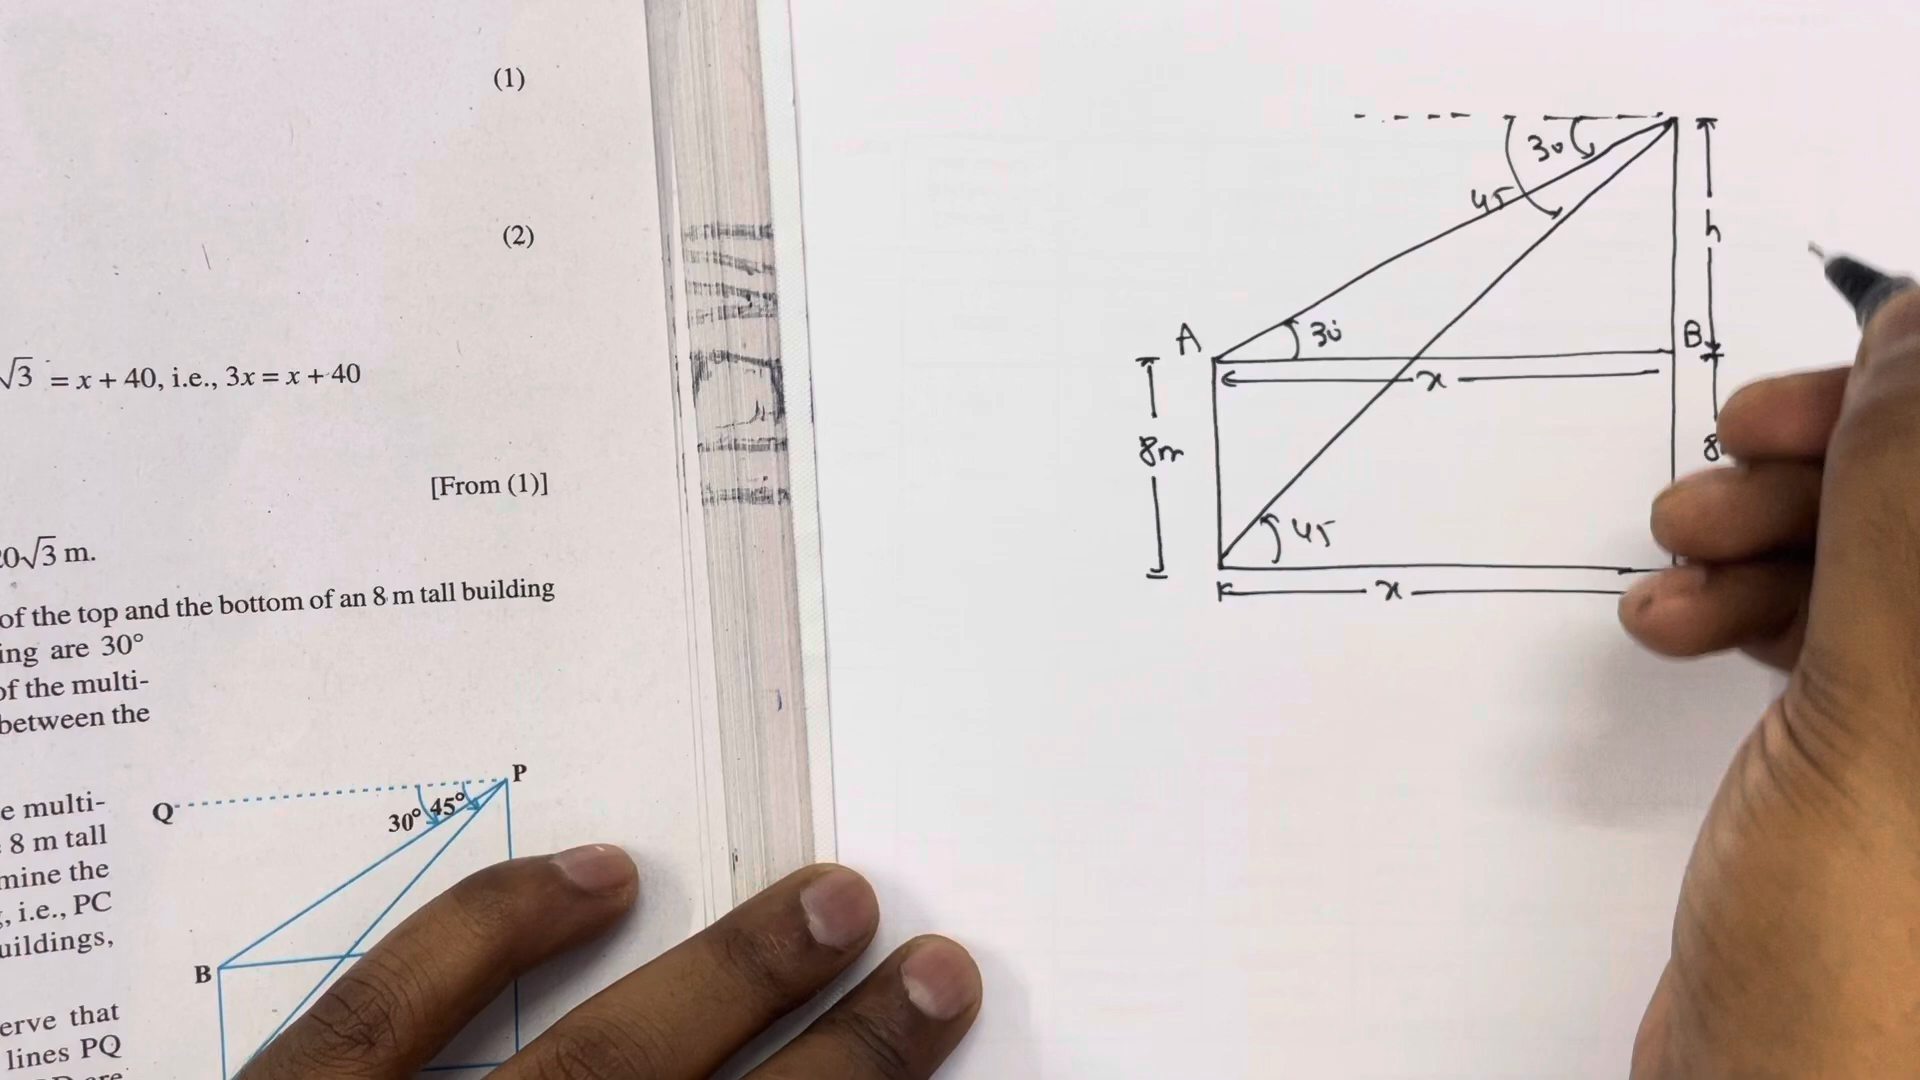 (1)
(2)
√3 = x + 40, i.e., 3x = x + 40
[From (1)]
0√3 m.
of the top and the bottom of an 8 m tall building
ing are 30°
of the multi-
between the
e multi-
8 m tall
mine the
, i.e., PC
uildings,
erve that
lines PQ
are
Q
P
30° 45°
B
30
45
h
A
30
B
x
8m
8
45
x